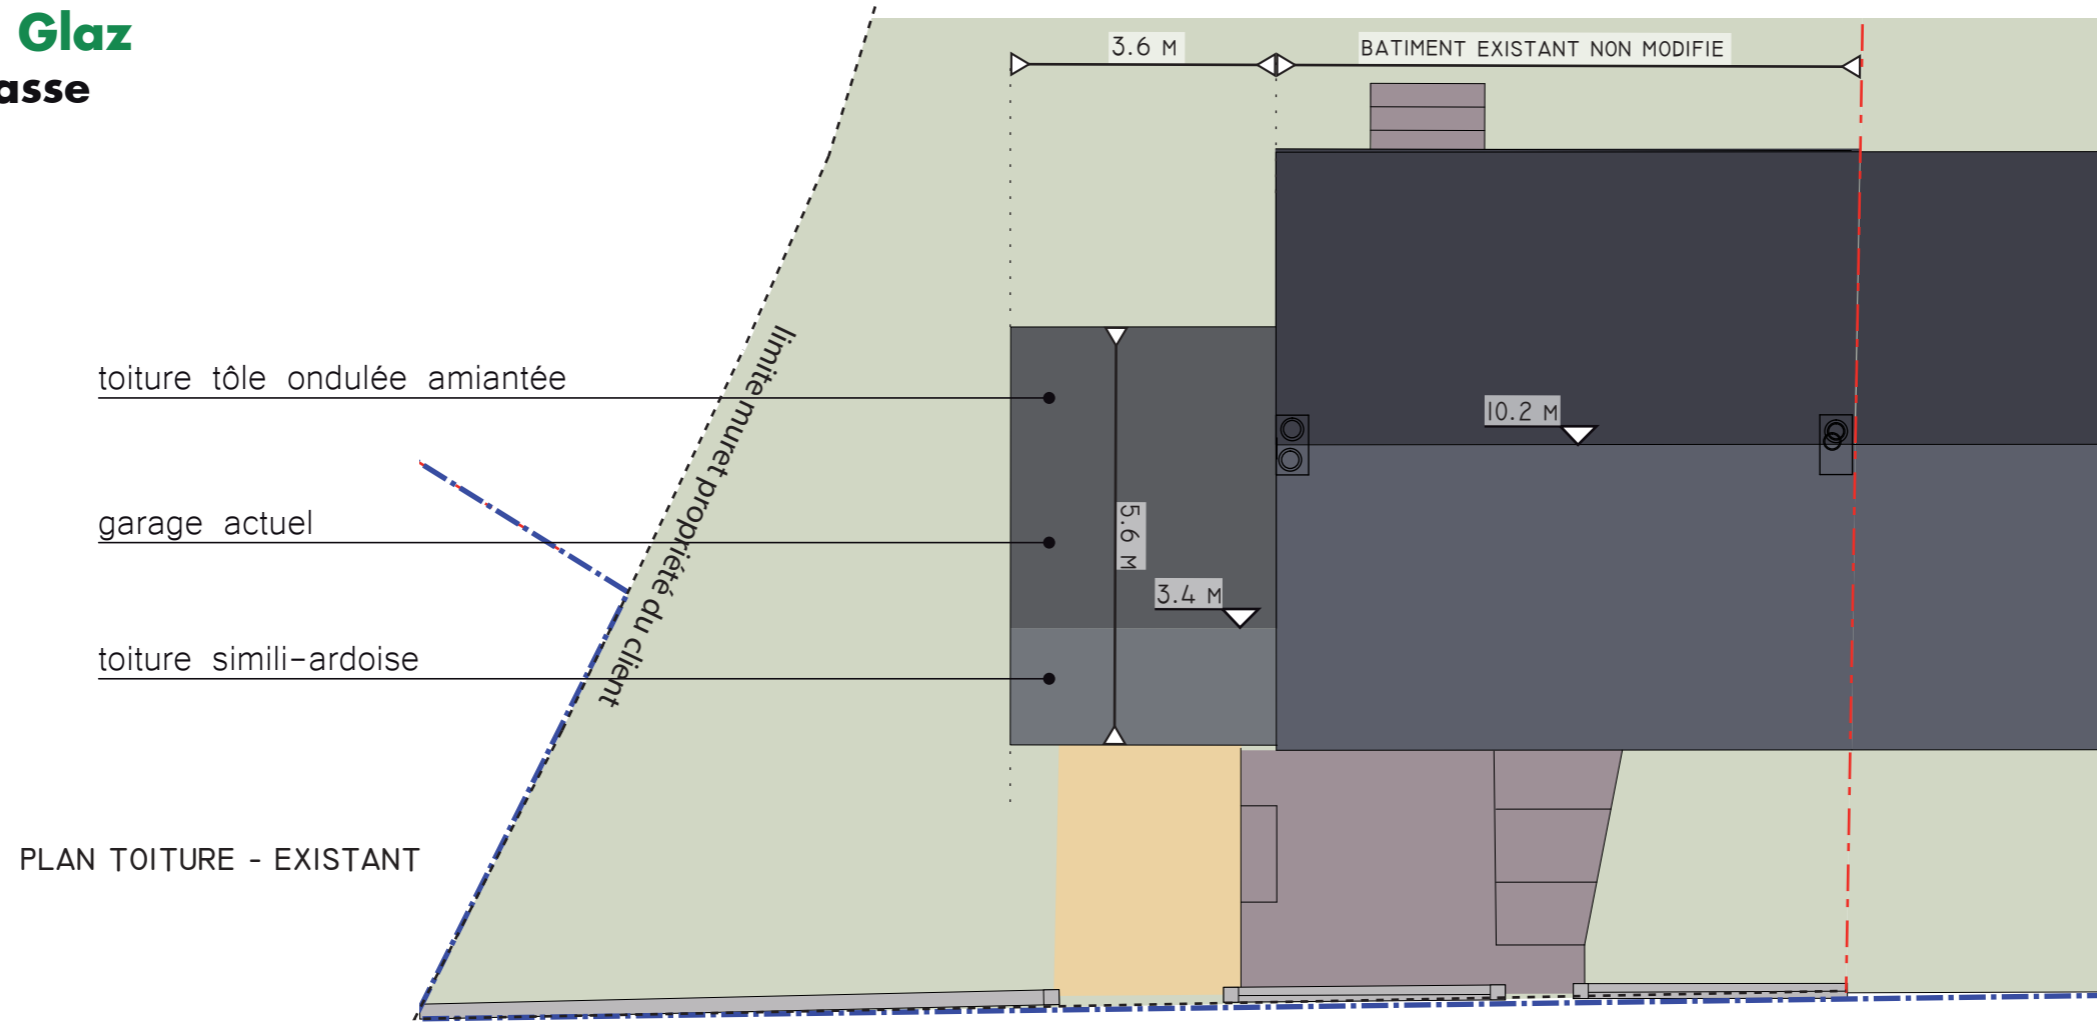 Glaz
asse
3.6 M
BATIMENT EXISTANT NON MODIFIE
toiture tôle ondulée amiantée
limite muret propriété du client
10.2 M
garage actuel
5.6 M
3.4 M
toiture simili-ardoise
PLAN TOITURE - EXISTANT